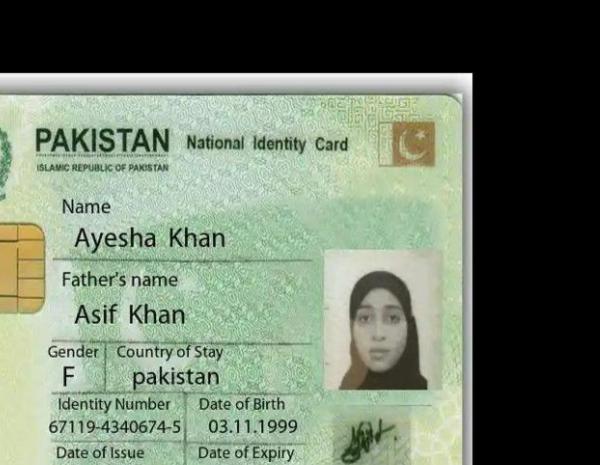 PAKISTAN National Identity Card
ISLAMIC REPUBLIC OF PAKISTAN
Name
Ayesha Khan
Father's name
Asif Khan
Gender Country of Stay
F pakistan
Identity Number Date of Birth
67119-4340674-5 03.11.1999
Date of Issue Date of Expiry